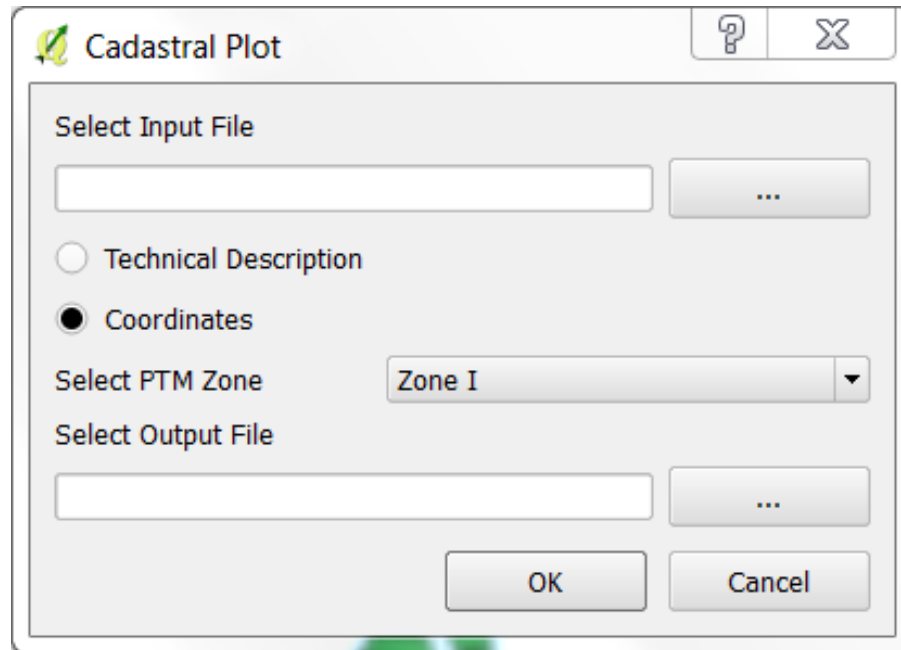 Cadastral Plot
Select Input File
...
Technical Description
Coordinates
Select PTM Zone Zone I
Select Output File
...
OK Cancel